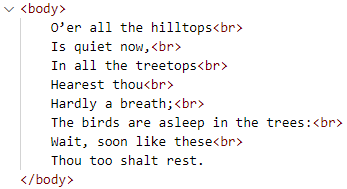 <body>
O’er all the hilltops<br>
Is quiet now,<br>
In all the treetops<br>
Hearest thou<br>
Hardly a breath;<br>
The birds are asleep in the trees:<br>
Wait, soon like these<br>
Thou too shalt rest.
</body>